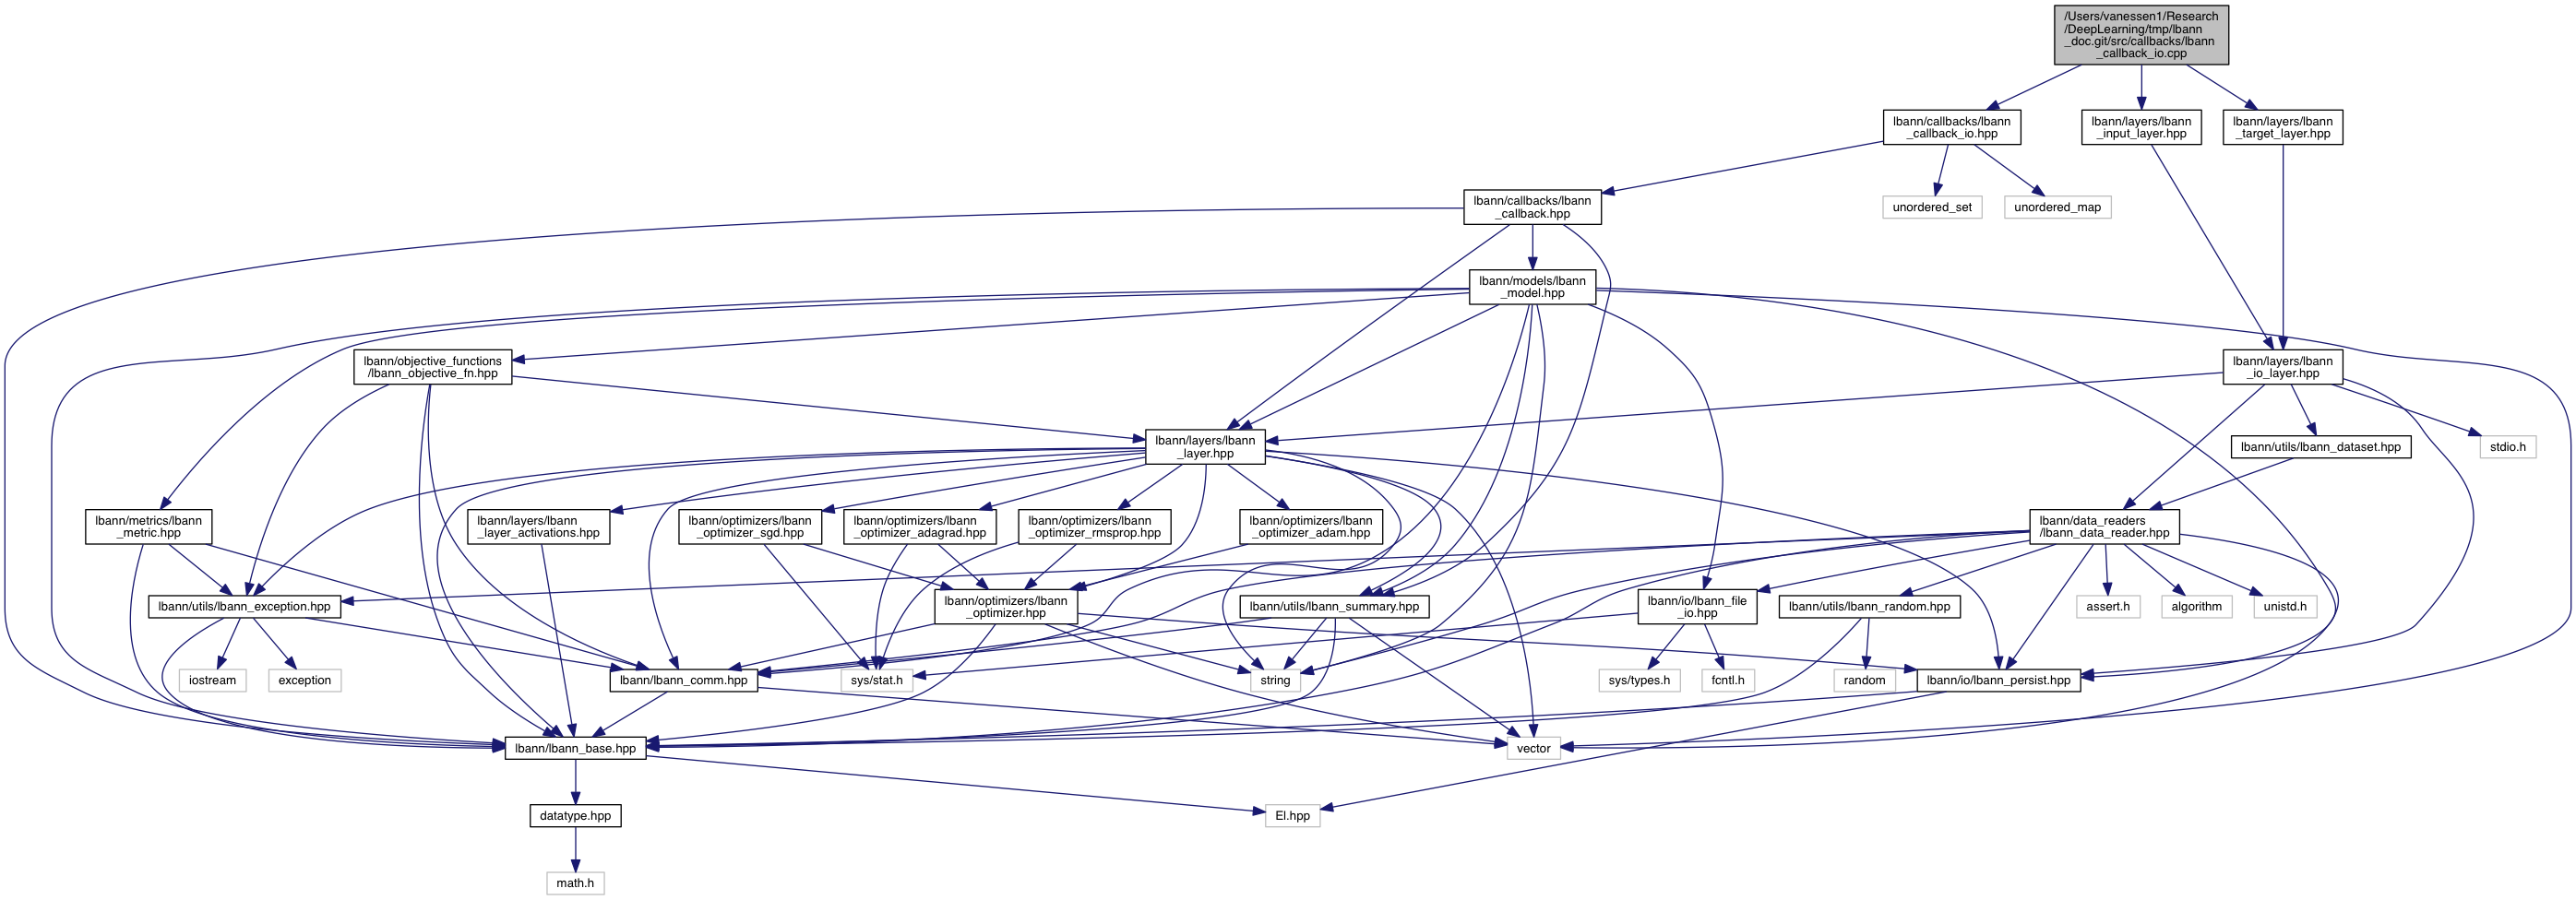 /Users/vanessen1/Research
/DeepLearning/tmp/lbann
_doc.git/src/callbacks/lbann
_callback_io.cpp
lbann/callbacks/lbann
_callback_io.hpp
lbann/layers/lbann
_input_layer.hpp
lbann/layers/lbann
_target_layer.hpp
lbann/callbacks/lbann
_callback.hpp
unordered_set
unordered_map
lbann/models/lbann
_model.hpp
lbann/objective_functions
/lbann_objective_fn.hpp
lbann/layers/lbann
_io_layer.hpp
lbann/layers/lbann
_layer.hpp
lbann/utils/lbann_dataset.hpp
stdio.h
lbann/metrics/lbann
_metric.hpp
lbann/layers/lbann
_layer_activations.hpp
lbann/optimizers/lbann
_optimizer_sgd.hpp
lbann/optimizers/lbann
_optimizer_adagrad.hpp
lbann/optimizers/lbann
_optimizer_rmsprop.hpp
lbann/optimizers/lbann
_optimizer_adam.hpp
lbann/data_readers
/lbann_data_reader.hpp
lbann/utils/lbann_exception.hpp
lbann/optimizers/lbann
_optimizer.hpp
lbann/utils/lbann_summary.hpp
lbann/io/lbann_file
_io.hpp
lbann/utils/lbann_random.hpp
assert.h
algorithm
unistd.h
iostream
exception
lbann/lbann_comm.hpp
sys/stat.h
string
sys/types.h
fcntl.h
random
lbann/io/lbann_persist.hpp
lbann/lbann_base.hpp
vector
datatype.hpp
El.hpp
math.h